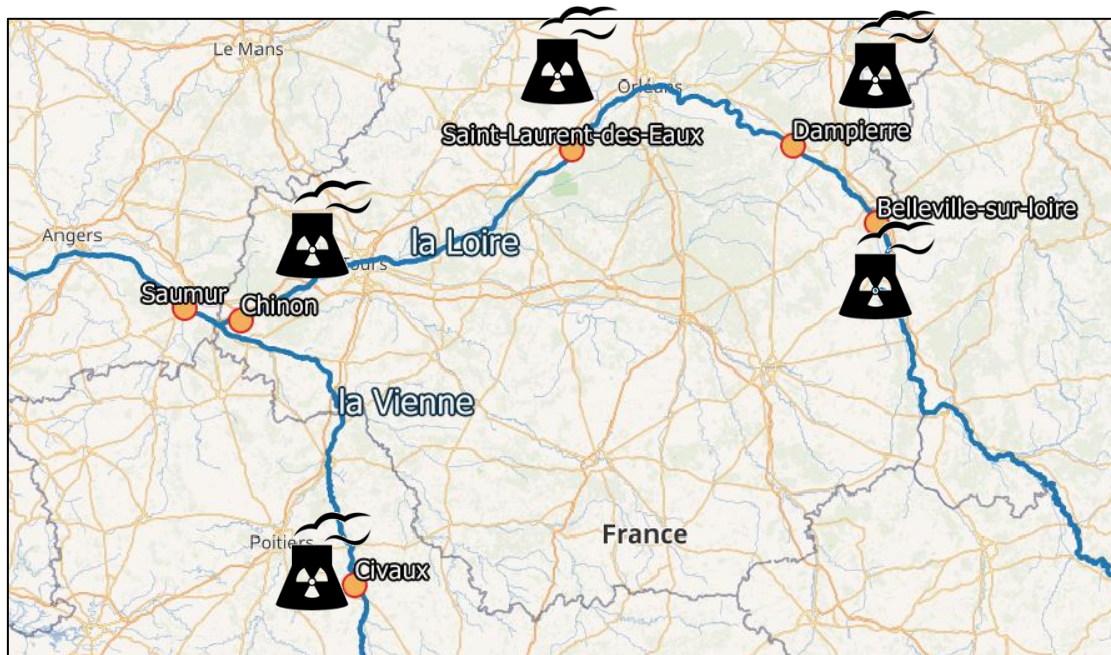 Le Mans
Orléans
Saint-Laurent-des-Eaux
Dampierre
Belleville-sur-loire
Angers
la Loire
Tours
Saumur
Chinon
la Vienne
France
Poitiers
Civaux